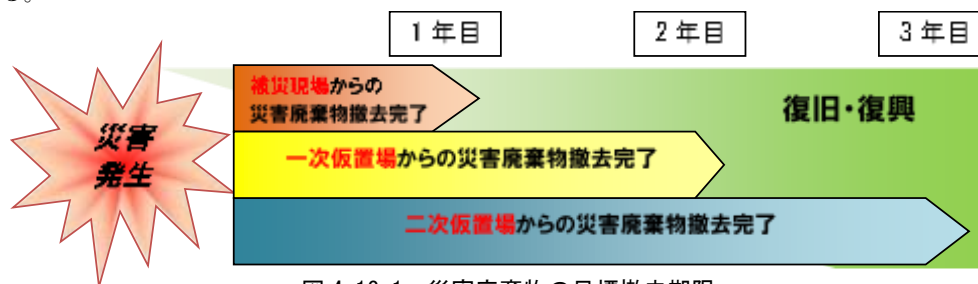 る。
1年目
2年目
3年目
災害
発生
被災現場からの
災害廃棄物撤去完了
復旧・復興
一次仮置場からの災害廃棄物撤去完了
二次仮置場からの災害廃棄物撤去完了